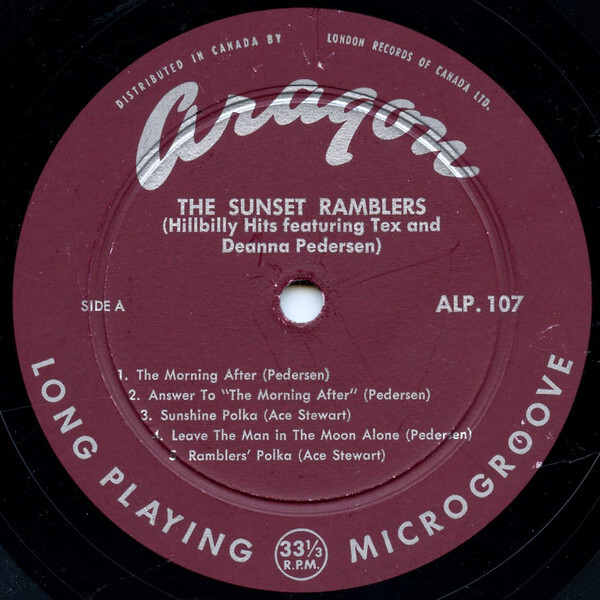 DISTRIBUTED IN CANADA BY LONDON RECORDS OF CANADA LTD.
aragon
THE SUNSET RAMBLERS
(Hillbilly Hits featuring Tex and
Deanna Pedersen)
SIDE A
ALP. 107
1. The Morning After (Pedersen)
2. Answer To "The Morning After" (Pedersen)
3. Sunshine Polka (Ace Stewart)
4. Leave The Man in The Moon Alone (Pedersen)
5 Ramblers' Polka (Ace Stewart)
LONG PLAYING MICROGROOVE
33⅓
R.P.M.